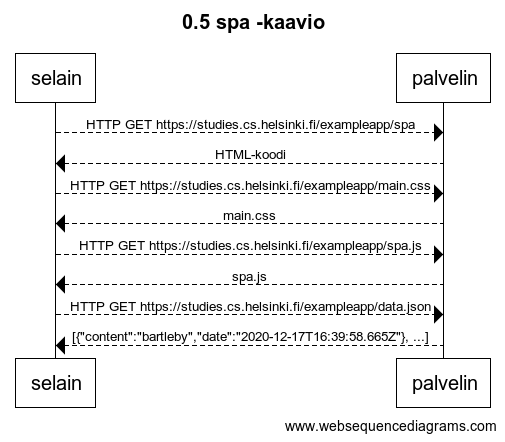 0.5 spa -kaavio
selain palvelin
HTTP GET https://studies.cs.helsinki.fi/exampleapp/spa
HTML-koodi
HTTP GET https://studies.cs.helsinki.fi/exampleapp/main.css
main.css
HTTP GET https://studies.cs.helsinki.fi/exampleapp/spa.js
spa.js
HTTP GET https://studies.cs.helsinki.fi/exampleapp/data.json
[{"content":"bartleby","date":"2020-12-17T16:39:58.665Z"}, ...]
selain palvelin
www.websequencediagrams.com